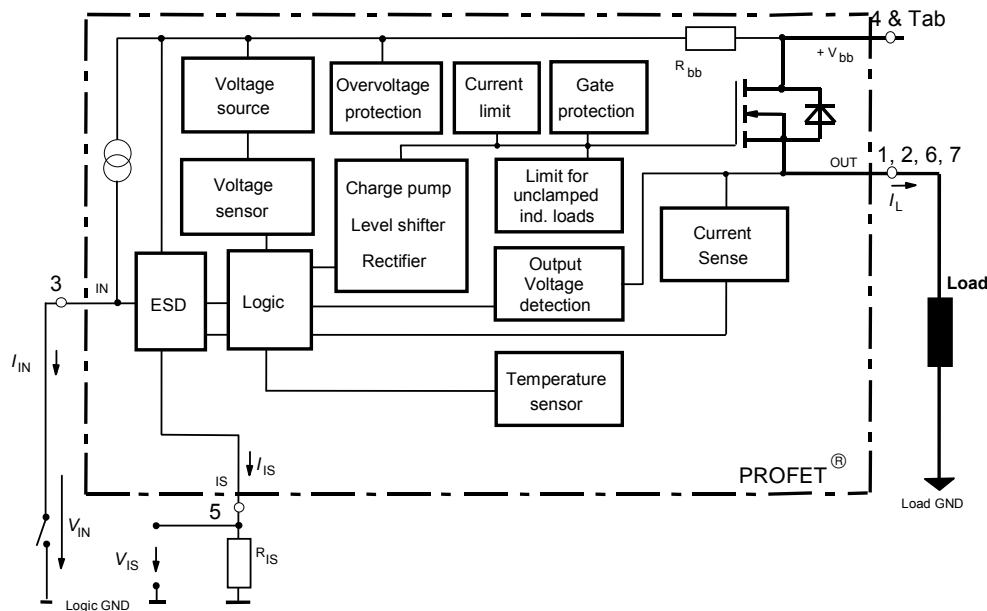 4 & Tab
R bb
+ V bb
Voltage
source
Overvoltage
protection
Current
limit
Gate
protection
Voltage
sensor
Charge pump
Level shifter
Rectifier
Limit for
unclamped
ind. loads
OUT
1, 2, 6, 7
I L
Current
Sense
3
IN
ESD
Logic
Output
Voltage
detection
Load
I IN
Temperature
sensor
I IS
IS
PROFET ®
Load GND
5
V IN
V IS
R IS
Logic GND